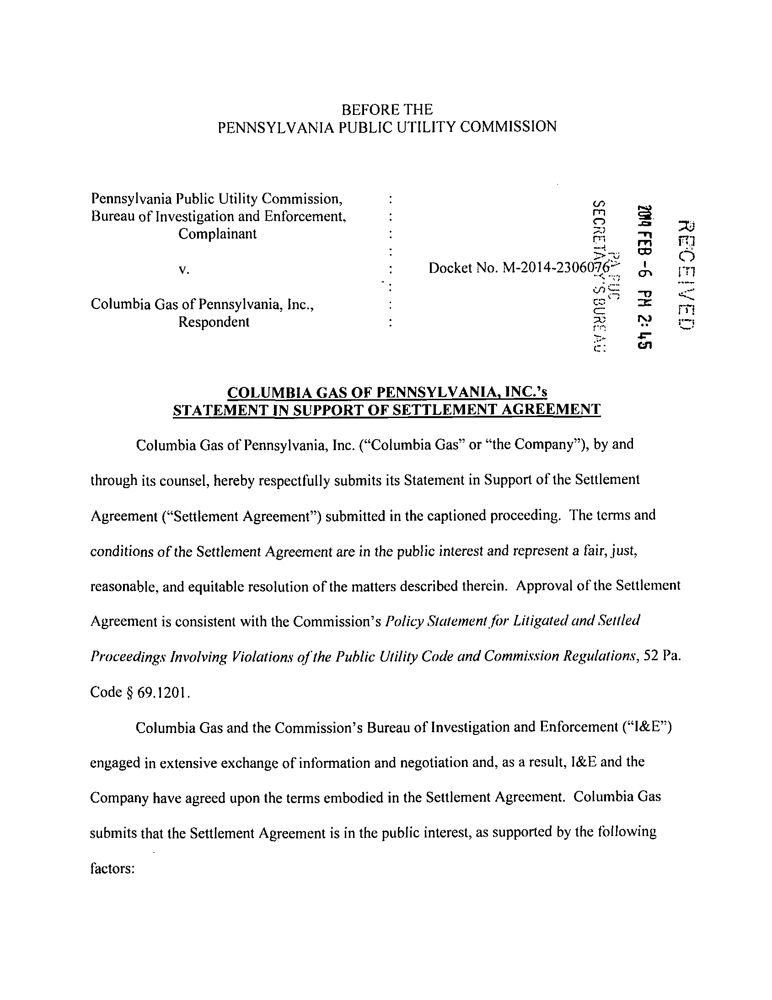 BEFORE THE
PENNSYLVANIA PUBLIC UTILITY COMMISSION
Pennsylvania Public Utility Commission, :
Bureau of Investigation and Enforcement, :
Complainant :
:
v. : Docket No. M-2014-2306076
:
Columbia Gas of Pennsylvania, Inc., :
Respondent :
RECEIVED
2014 FEB -6 PM 2:45
PA PUC
SECRETARY'S BUREAU
COLUMBIA GAS OF PENNSYLVANIA, INC.'s
STATEMENT IN SUPPORT OF SETTLEMENT AGREEMENT
Columbia Gas of Pennsylvania, Inc. (“Columbia Gas” or “the Company”), by and
through its counsel, hereby respectfully submits its Statement in Support of the Settlement
Agreement (“Settlement Agreement”) submitted in the captioned proceeding. The terms and
conditions of the Settlement Agreement are in the public interest and represent a fair, just,
reasonable, and equitable resolution of the matters described therein. Approval of the Settlement
Agreement is consistent with the Commission’s Policy Statement for Litigated and Settled
Proceedings Involving Violations of the Public Utility Code and Commission Regulations, 52 Pa.
Code § 69.1201.
Columbia Gas and the Commission’s Bureau of Investigation and Enforcement (“I&E”)
engaged in extensive exchange of information and negotiation and, as a result, I&E and the
Company have agreed upon the terms embodied in the Settlement Agreement. Columbia Gas
submits that the Settlement Agreement is in the public interest, as supported by the following
factors: